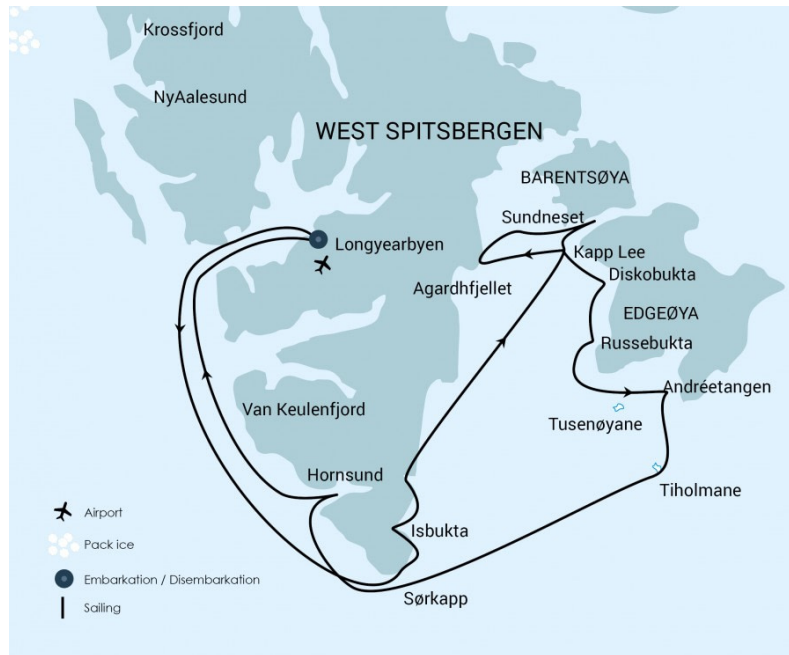 Krossfjord
NyAalesund
WEST SPITSBERGEN
BARENTSØYA
Sundneset
Longyearbyen
Kapp Lee
Diskobukta
Agardhfjellet
EDGEØYA
Russebukta
Andréetangen
Van Keulenfjord
Tusenøyane
Hornsund
Tiholmane
Isbukta
Sørkapp
Airport
Pack ice
Embarkation / Disembarkation
Sailing